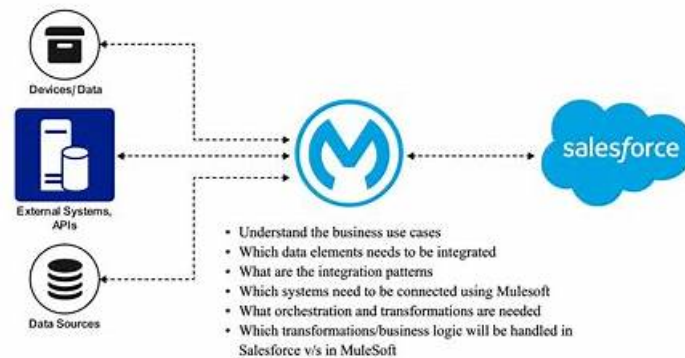 Devices/ Data
External Systems,
APIs
Data Sources
salesforce
• Understand the business use cases
• Which data elements needs to be integrated
• What are the integration patterns
• Which systems need to be connected using Mulesoft
• What orchestration and transformations are needed
• Which transformations/business logic will be handled in
Salesforce v/s in MuleSoft